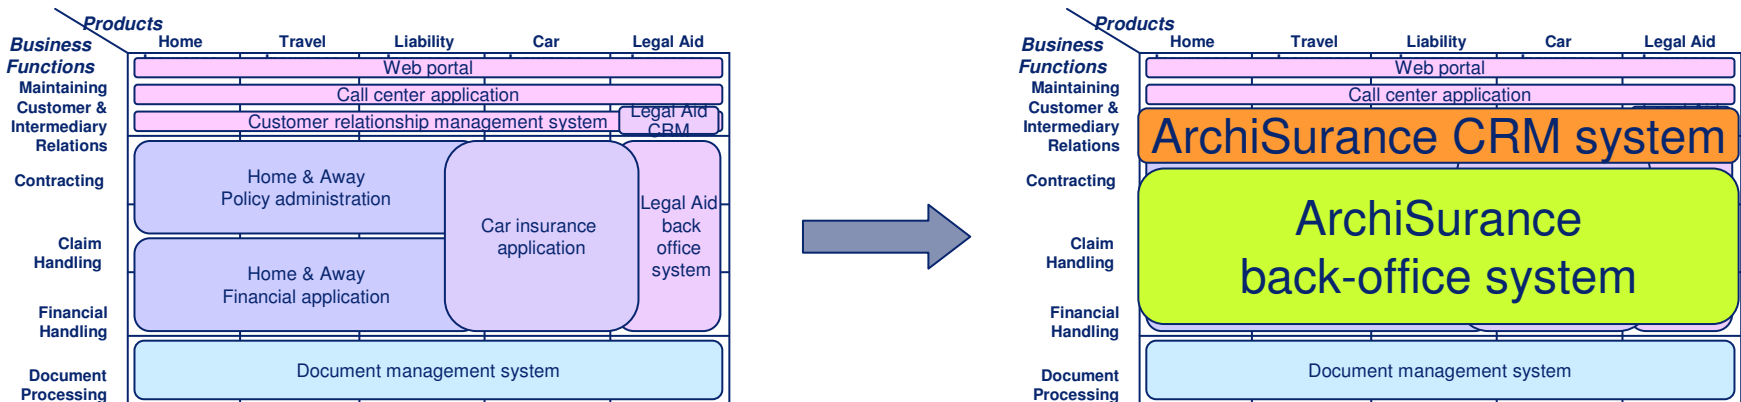 Products
Business
Functions
Home
Travel
Liability
Car
Legal Aid
Web portal
Maintaining
Customer &
Intermediary
Relations
Call center application
Customer relationship management system
Legal Aid
CRM
Contracting
Home & Away
Policy administration
Car insurance
application
Legal Aid
back
office
system
Claim
Handling
Home & Away
Financial application
Financial
Handling
Document
Processing
Document management system
Products
Business
Functions
Home
Travel
Liability
Car
Legal Aid
Web portal
Maintaining
Customer &
Intermediary
Relations
Call center application
ArchiSurance CRM system
Contracting
ArchiSurance
back-office system
Claim
Handling
Financial
Handling
Document
Processing
Document management system